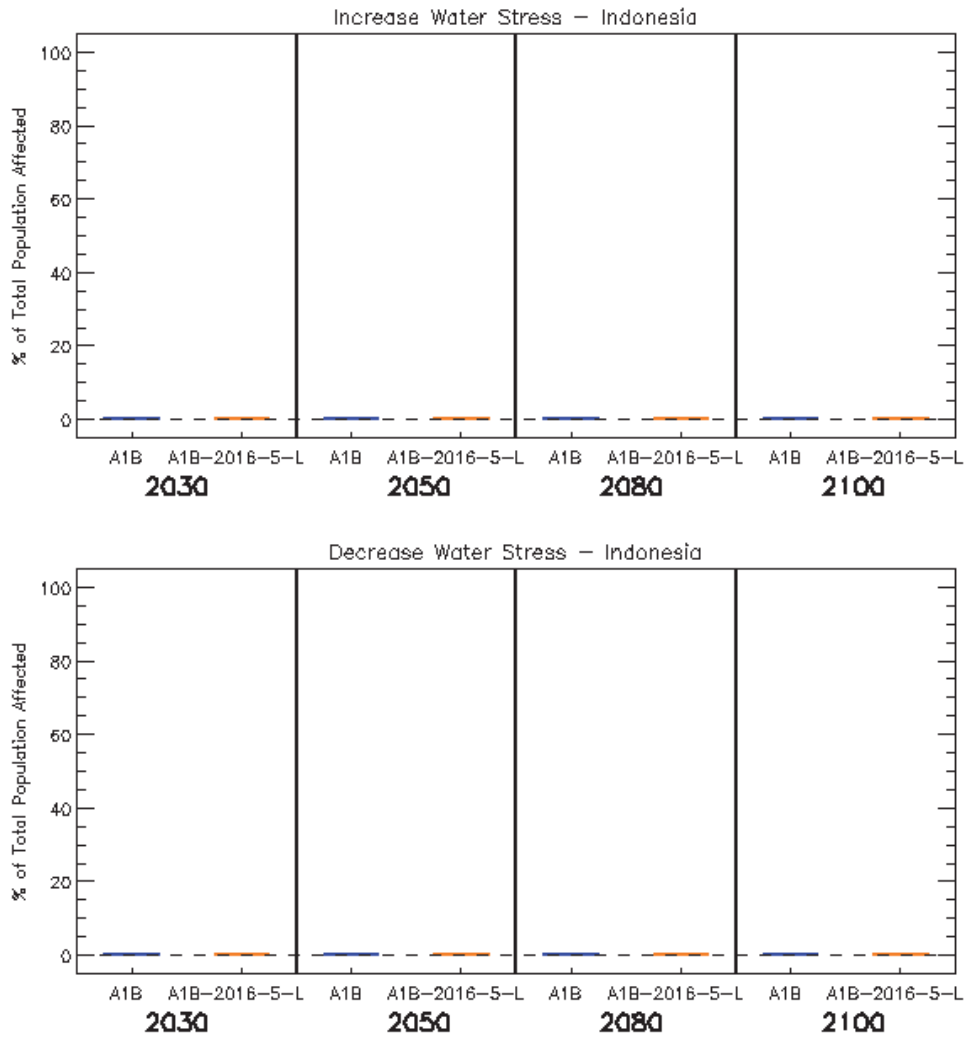 Increase Water Stress – Indonesia
% of Total Population Affected
100
80
60
40
20
0
A1B A1B-2016-5-L A1B A1B-2016-5-L A1B A1B-2016-5-L A1B A1B-2016-5-L
2030 2050 2080 2100
Decrease Water Stress – Indonesia
% of Total Population Affected
100
80
60
40
20
0
A1B A1B-2016-5-L A1B A1B-2016-5-L A1B A1B-2016-5-L A1B A1B-2016-5-L
2030 2050 2080 2100